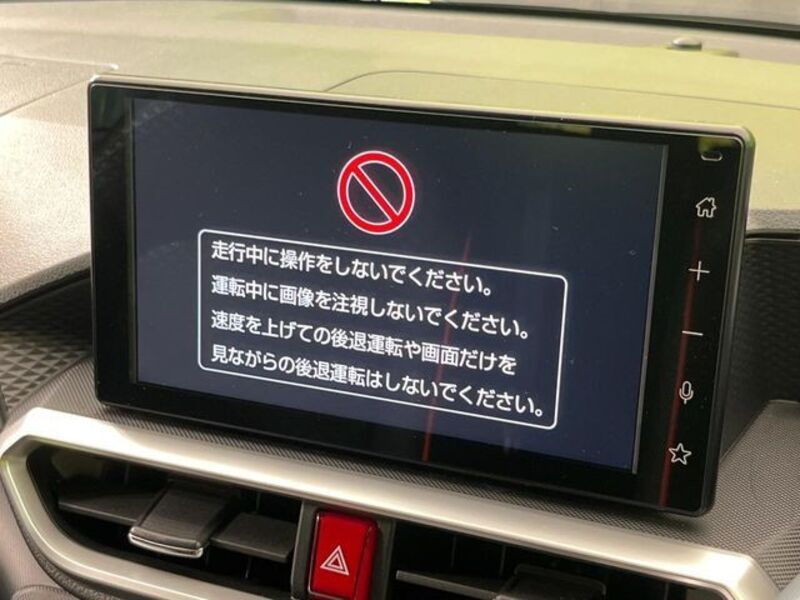 走行中に操作をしないでください。
運転中に画像を注視しないでください。
速度を上げての後退運転や画面だけを
見ながらの後退運転はしないでください。